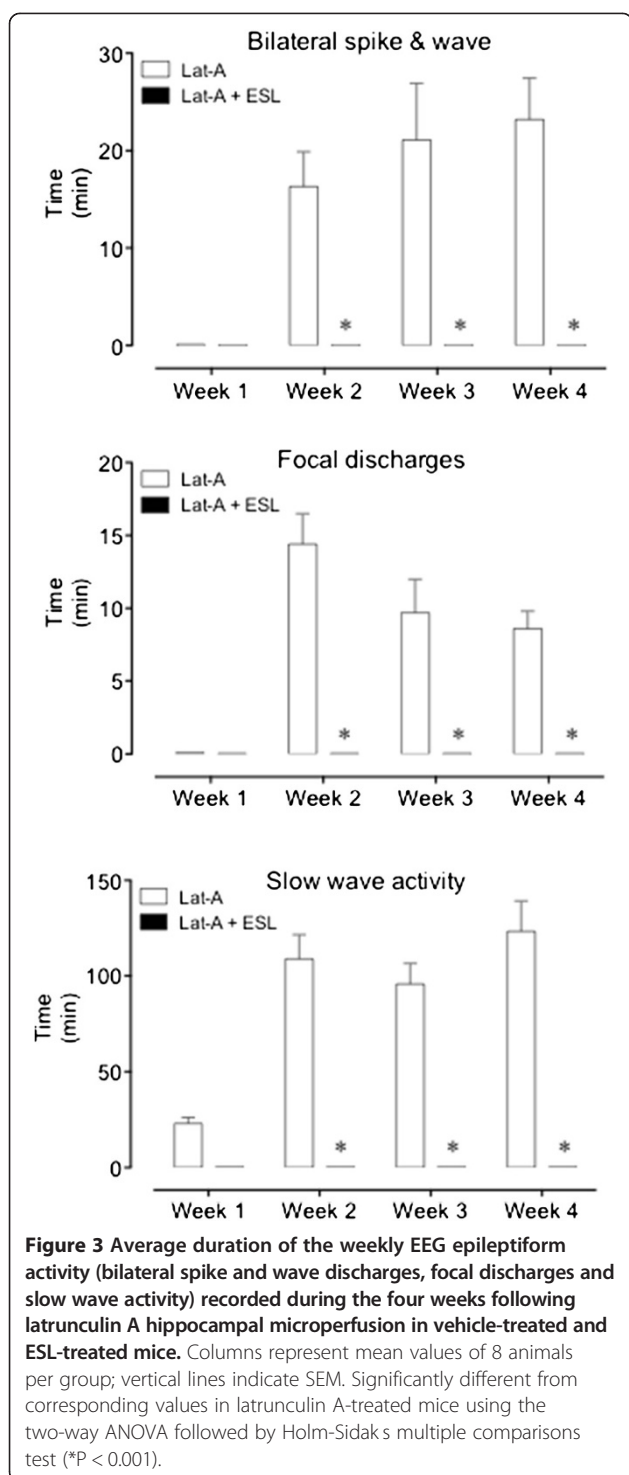 Bilateral spike & wave
30
20
10
0
Time
(min)
Lat-A
Lat-A + ESL
* * *
Week 1 Week 2 Week 3 Week 4
Focal discharges
20
15
10
5
0
Time
(min)
Lat-A
Lat-A + ESL
* * *
Week 1 Week 2 Week 3 Week 4
Slow wave activity
150
100
50
0
Time
(min)
Lat-A
Lat-A + ESL
* * *
Week 1 Week 2 Week 3 Week 4
Figure 3 Average duration of the weekly EEG epileptiform
activity (bilateral spike and wave discharges, focal discharges and
slow wave activity) recorded during the four weeks following
latrunculin A hippocampal microperfusion in vehicle-treated and
ESL-treated mice. Columns represent mean values of 8 animals
per group; vertical lines indicate SEM. Significantly different from
corresponding values in latrunculin A-treated mice using the
two-way ANOVA followed by Holm-Sidak s multiple comparisons
test (*P < 0.001).